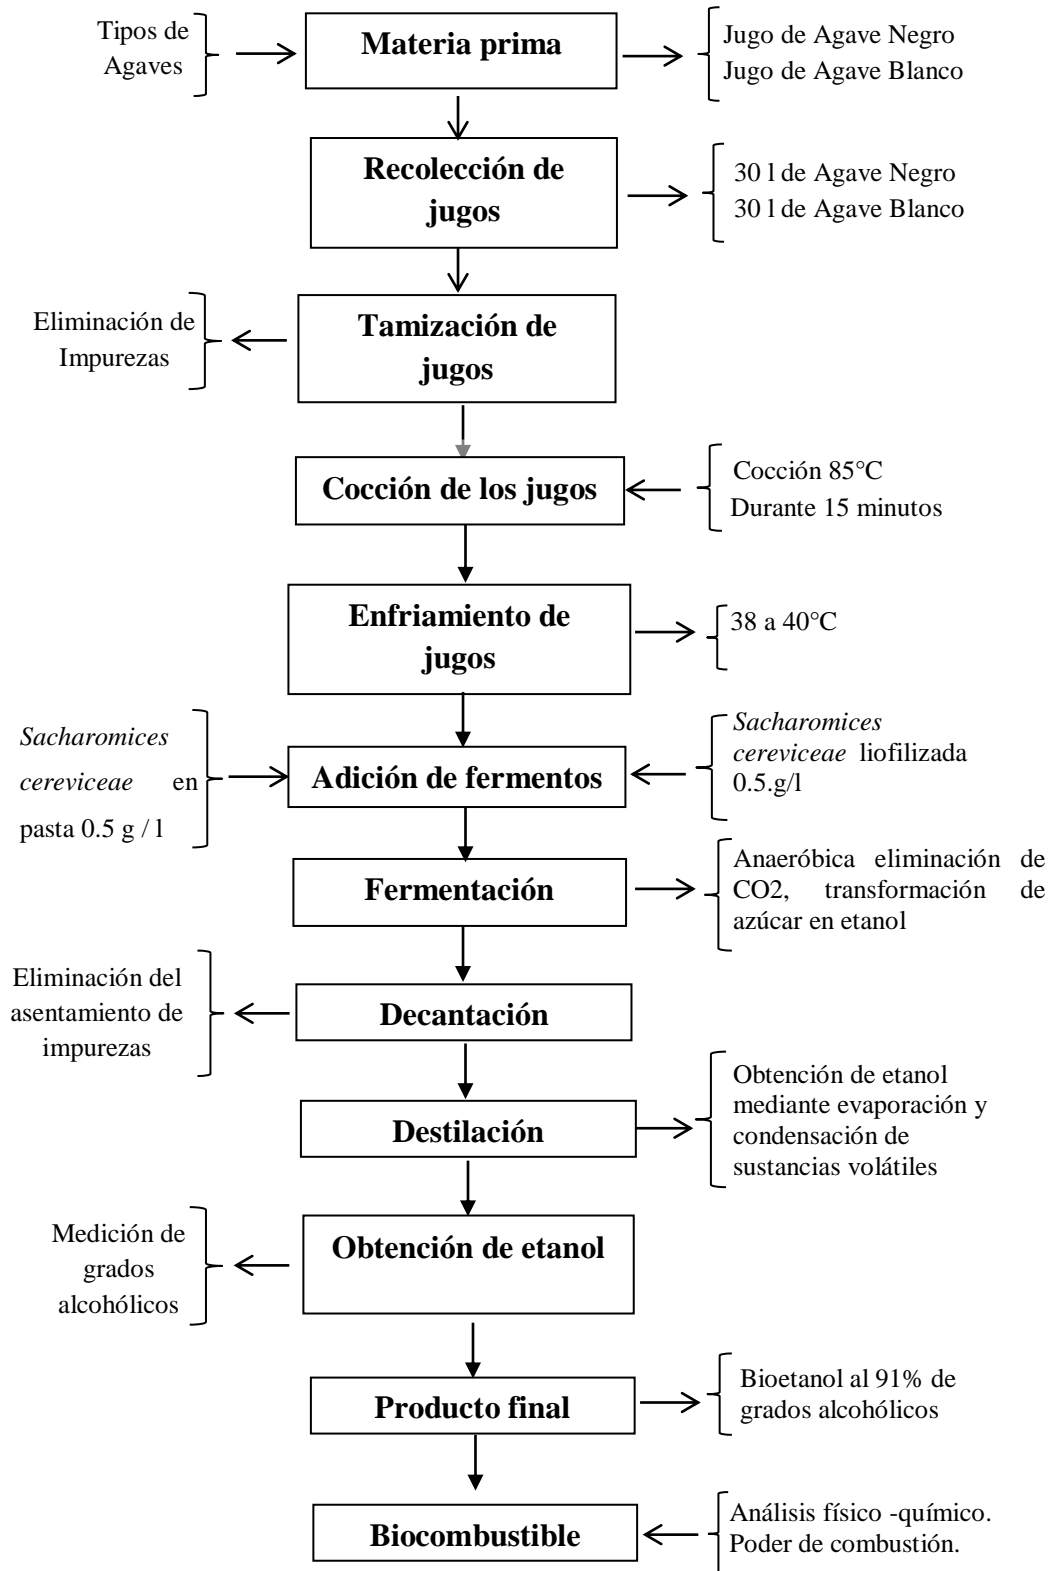 Tipos de
Agaves
Materia prima
Jugo de Agave Negro
Jugo de Agave Blanco
Recolección de
jugos
30 l de Agave Negro
30 l de Agave Blanco
Eliminación de
Impurezas
Tamización de
jugos
Cocción de los jugos
Cocción 85°C
Durante 15 minutos
Enfriamiento de
jugos
38 a 40°C
Sacharomices
cereviceae en
pasta 0.5 g / l
Adición de fermentos
Sacharomices
cereviceae liofilizada
0.5.g/l
Fermentación
Anaeróbica eliminación de
CO2, transformación de
azúcar en etanol
Eliminación del
asentamiento de
impurezas
Decantación
Destilación
Obtención de etanol
mediante evaporación y
condensación de
sustancias volátiles
Medición de
grados
alcohólicos
Obtención de etanol
Producto final
Bioetanol al 91% de
grados alcohólicos
Biocombustible
Análisis físico -químico.
Poder de combustión.